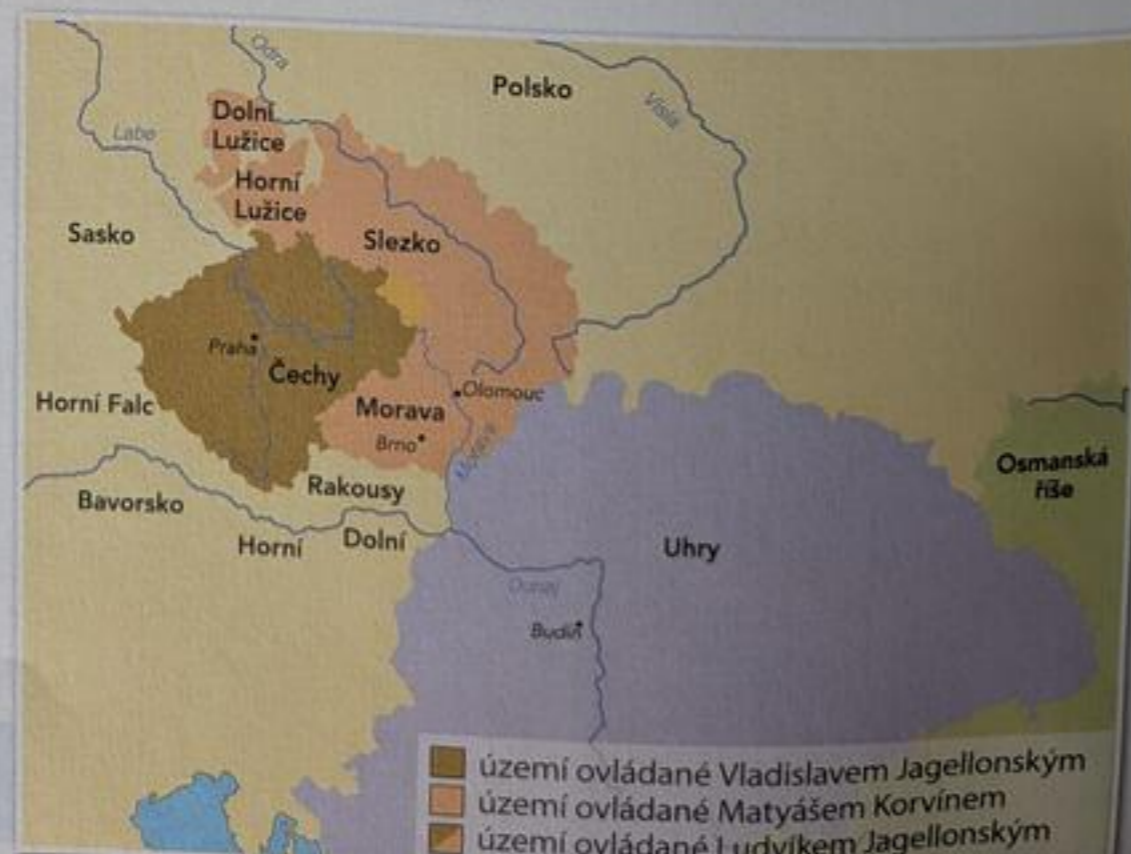 Odra
Polsko
Visla
Dolní
Lužice
Labe
Horní
Lužice
Sasko
Slezko
Praha
Čechy
Olomouc
Horní Falc
Morava
Brno
Morava
Osmanská
říše
Rakousy
Bavorsko
Horní
Dolní
Uhry
Dunaj
Budín
území ovládané Vladislavem Jagellonským
území ovládané Matyášem Korvínem
území ovládané Ludvíkem Jagellonským